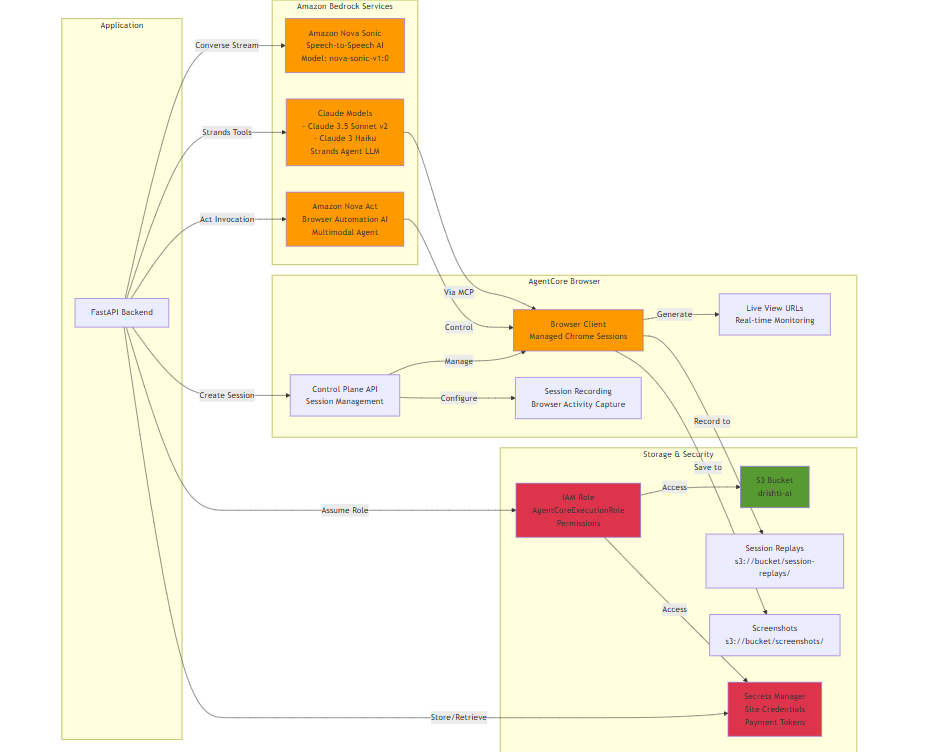 Application
Amazon Bedrock Services
Amazon Nova Sonic
Speech-to-Speech AI
Model: nova-sonic-v1:0
Converse Stream
Claude Models
- Claude 3.5 Sonnet v2
- Claude 3 Haiku
Strands Agent LLM
Strands Tools
Amazon Nova Act
Browser Automation AI
Multimodal Agent
Act Invocation
FastAPI Backend
AgentCore Browser
Via MCP
Control
Browser Client
Managed Chrome Sessions
Generate
Live View URLs
Real-time Monitoring
Manage
Create Session
Control Plane API
Session Management
Configure
Session Recording
Browser Activity Capture
Record to
Storage & Security
Save to
IAM Role
AgentCoreExecutionRole
Permissions
Access
S3 Bucket
drishti-ai
Assume Role
Session Replays
s3://bucket/session-
replays/
Access
Screenshots
s3://bucket/screenshots/
Secrets Manager
Site Credentials
Payment Tokens
Store/Retrieve